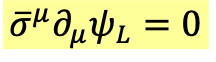 σ̄^μ ∂_μ ψ_L = 0